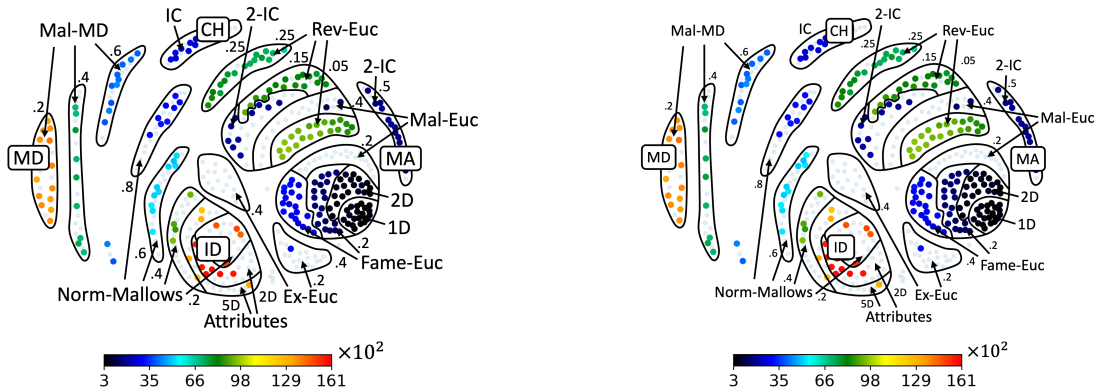 IC
CH
2-IC
Mal-MD
.25
.25
Rev-Euc
.6
.15
.05
2-IC
.4
.5
.2
.4
Mal-Euc
.2
MD
MA
.8
2D
.4
1D
ID
.2
.6
.4
Fame-Euc
.4
Norm-Mallows
.2
5D
2D
Ex-Euc
Attributes
×10²
3 35 66 98 129 161
2-IC
IC
CH
Mal-MD
.25
.25
Rev-Euc
.6
.15
.05
2-IC
.4
.5
.2
.4
Mal-Euc
.2
MD
MA
.8
2D
.4
1D
ID
.2
.6
.4
Fame-Euc
.4
.2
Norm-Mallows
.2
5D
2D
Ex-Euc
Attributes
×10²
3 35 66 98 129 161